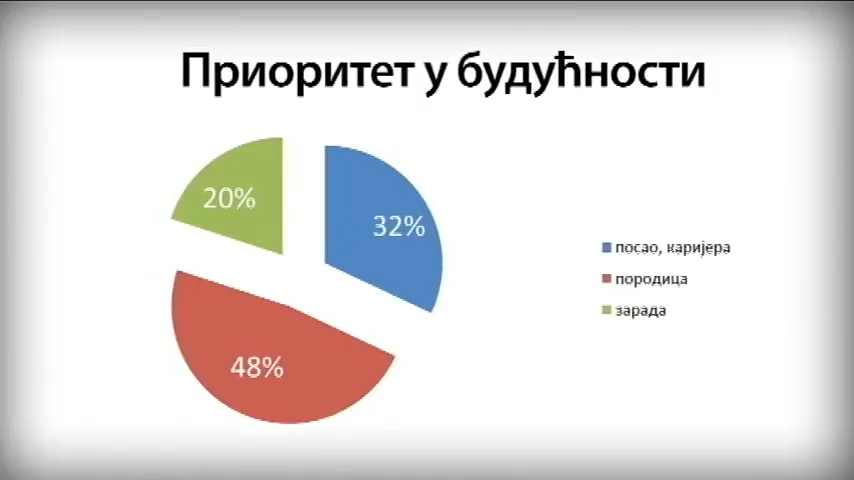 Приоритет у будућности
20%
32%
48%
посао, каријера
породица
зарада